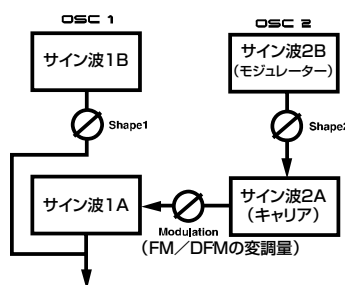 OSC 1
OSC 2
サイン波1B
サイン波2B
(モジュレーター)
Shape1
Shape2
サイン波1A
サイン波2A
(キャリア)
Modulation
(FM/DFMの変調量)